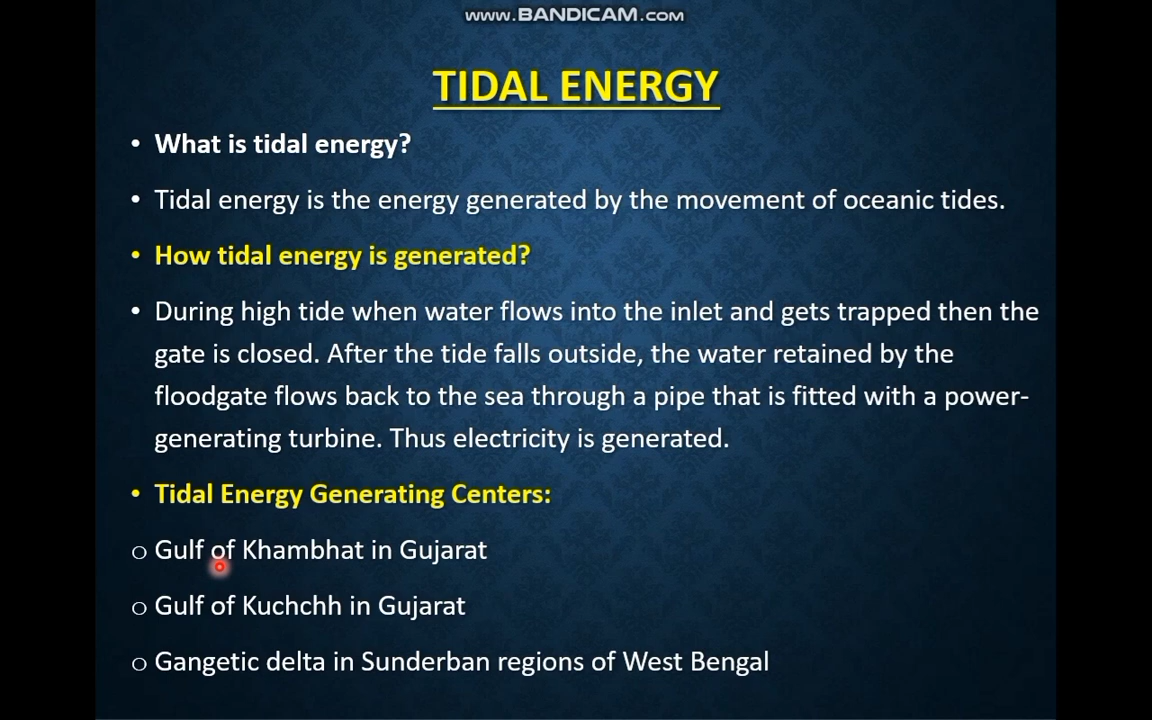 www.BANDICAM.com
TIDAL ENERGY
• What is tidal energy?
• Tidal energy is the energy generated by the movement of oceanic tides.
• How tidal energy is generated?
• During high tide when water flows into the inlet and gets trapped then the
gate is closed. After the tide falls outside, the water retained by the
floodgate flows back to the sea through a pipe that is fitted with a power-
generating turbine. Thus electricity is generated.
• Tidal Energy Generating Centers:
o Gulf of Khambhat in Gujarat
o Gulf of Kuchchh in Gujarat
o Gangetic delta in Sunderban regions of West Bengal